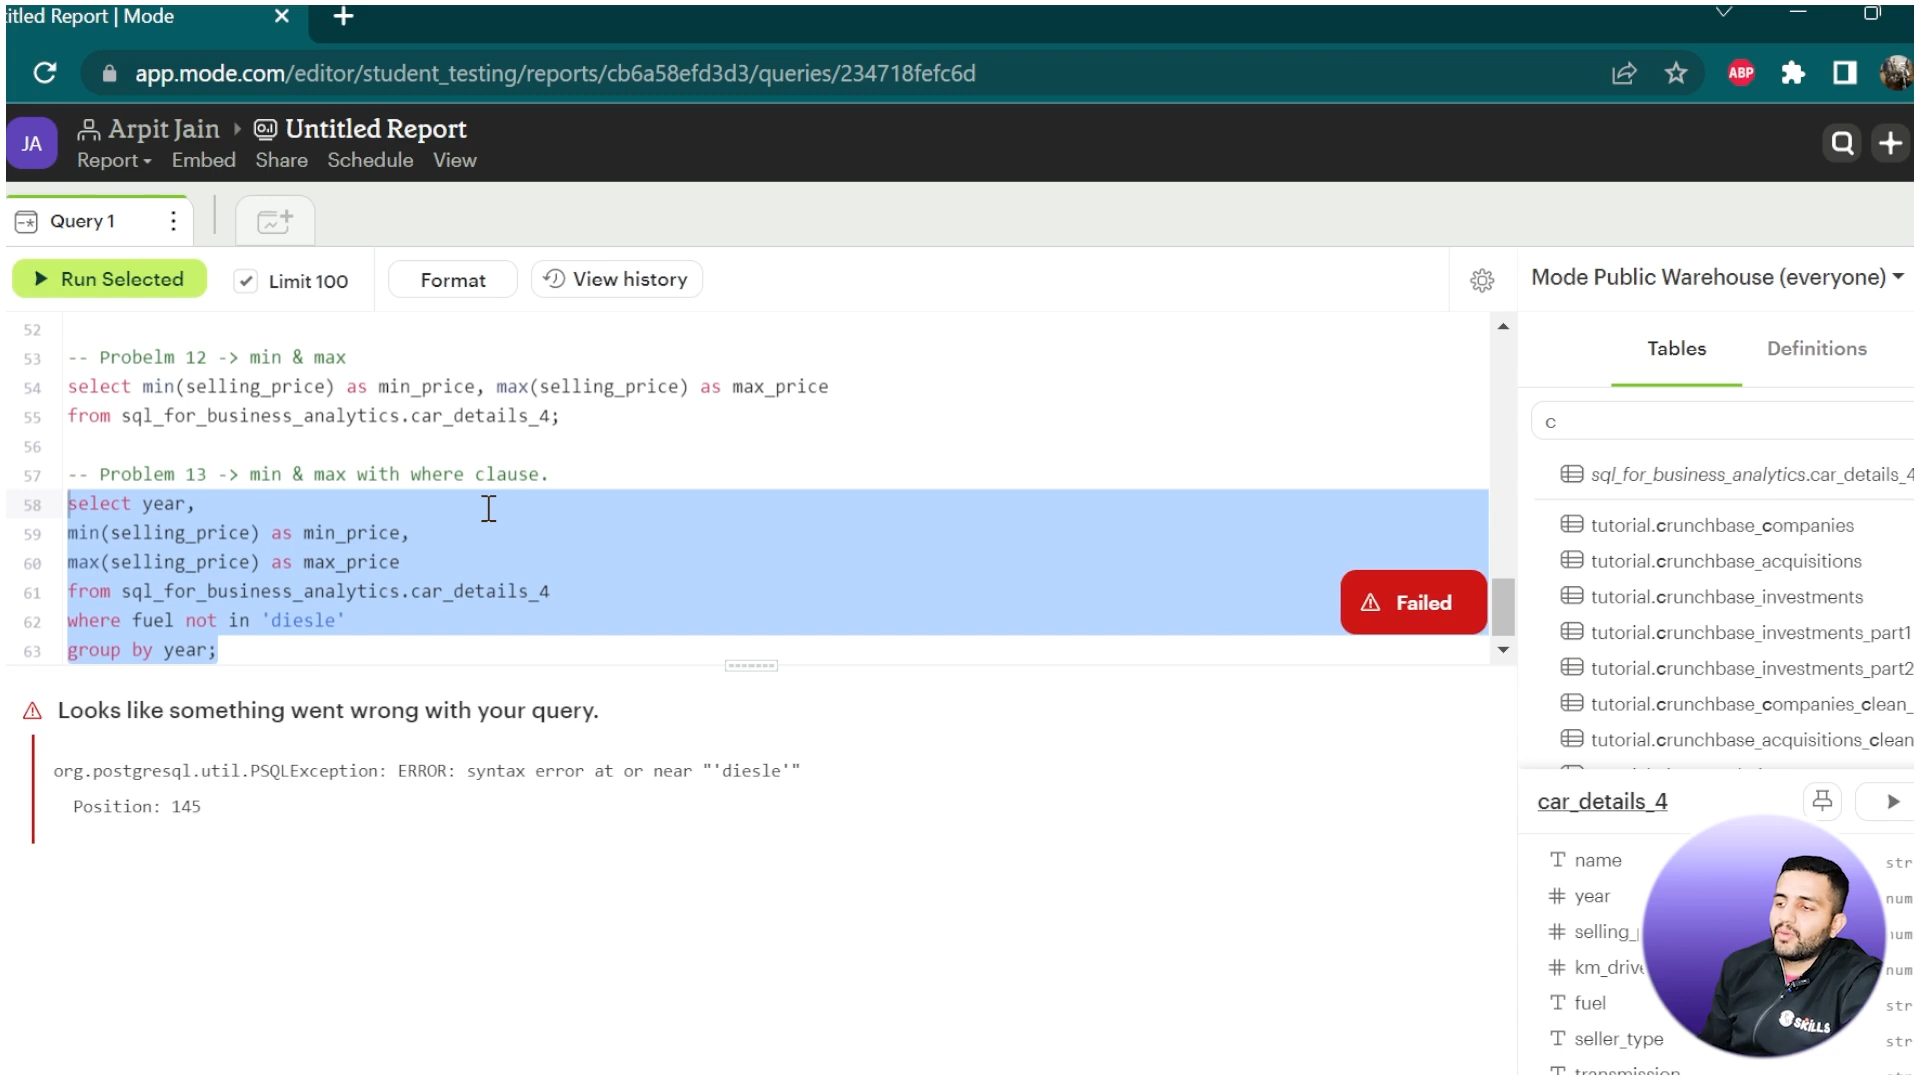 itled Report | Mode
app.mode.com/editor/student_testing/reports/cb6a58efd3d3/queries/234718fefc6d
ABP
JA
Arpit Jain
Untitled Report
Report
Embed
Share
Schedule
View
Query 1
Run Selected
Limit 100
Format
View history
Mode Public Warehouse (everyone)
52
53 -- Probelm 12 -> min & max
54 select min(selling_price) as min_price, max(selling_price) as max_price
55 from sql_for_business_analytics.car_details_4;
56
57 -- Problem 13 -> min & max with where clause.
58 select year,
59 min(selling_price) as min_price,
60 max(selling_price) as max_price
61 from sql_for_business_analytics.car_details_4
62 where fuel not in 'diesle'
63 group by year;
Failed
Looks like something went wrong with your query.
org.postgresql.util.PSQLException: ERROR: syntax error at or near "'diesle'"
Position: 145
Tables
Definitions
c
sql_for_business_analytics.car_details_4
tutorial.crunchbase_companies
tutorial.crunchbase_acquisitions
tutorial.crunchbase_investments
tutorial.crunchbase_investments_part1
tutorial.crunchbase_investments_part2
tutorial.crunchbase_companies_clean_
tutorial.crunchbase_acquisitions_clean
car_details_4
T name str
# year num
# selling_ num
# km_drive num
T fuel str
T seller_type str
T transmission
SKILLS